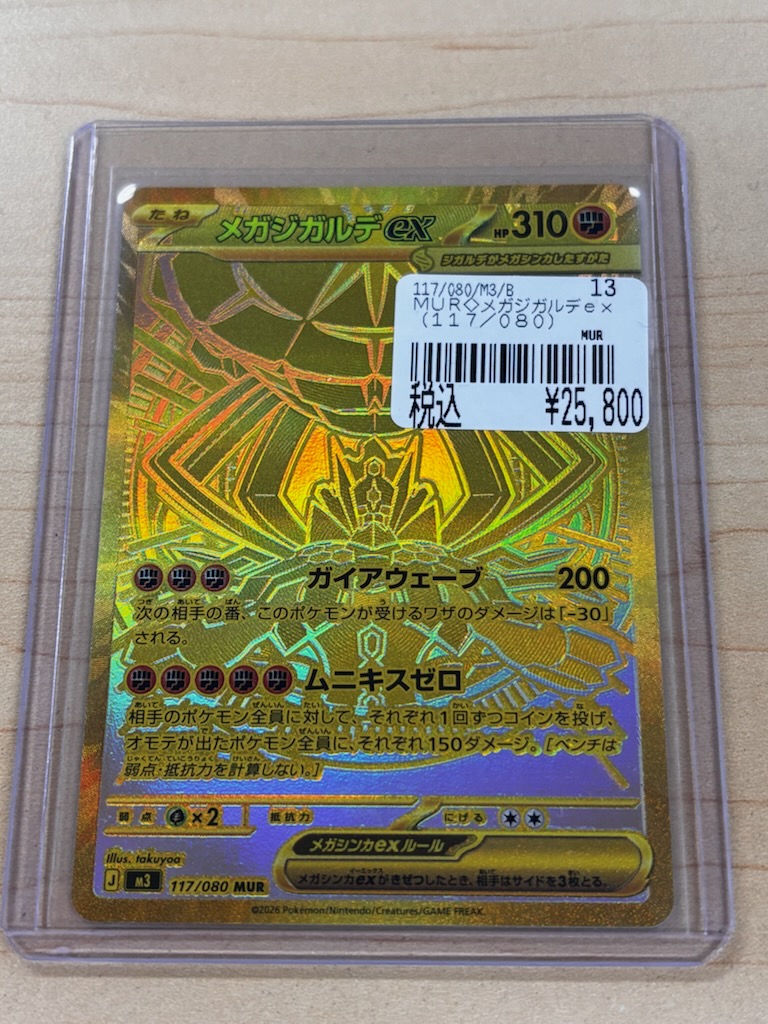 たね メガジガルデex HP310
ジガルデがメガシンカしたすがた
117/080/M3/B 13
MUR◇メガジガルデex
(117/080)
MUR
税込 ¥25,800
ガイアウェーブ 200
次の相手の番、このポケモンが受けるワザのダメージは「-30」
される。
ムニキスゼロ
相手のポケモン全員に対して、それぞれ1回ずつコインを投げ、
オモテが出たポケモン全員に、それぞれ150ダメージ。[ベンチは
弱点・抵抗力を計算しない。]
弱点 ×2 抵抗力 にげる
Illus. takuyoa
メガシンカexルール
メガシンカexがきぜつしたとき、相手はサイドを3枚とる。
J M3 117/080 MUR
©2026 Pokémon/Nintendo/Creatures/GAME FREAK.